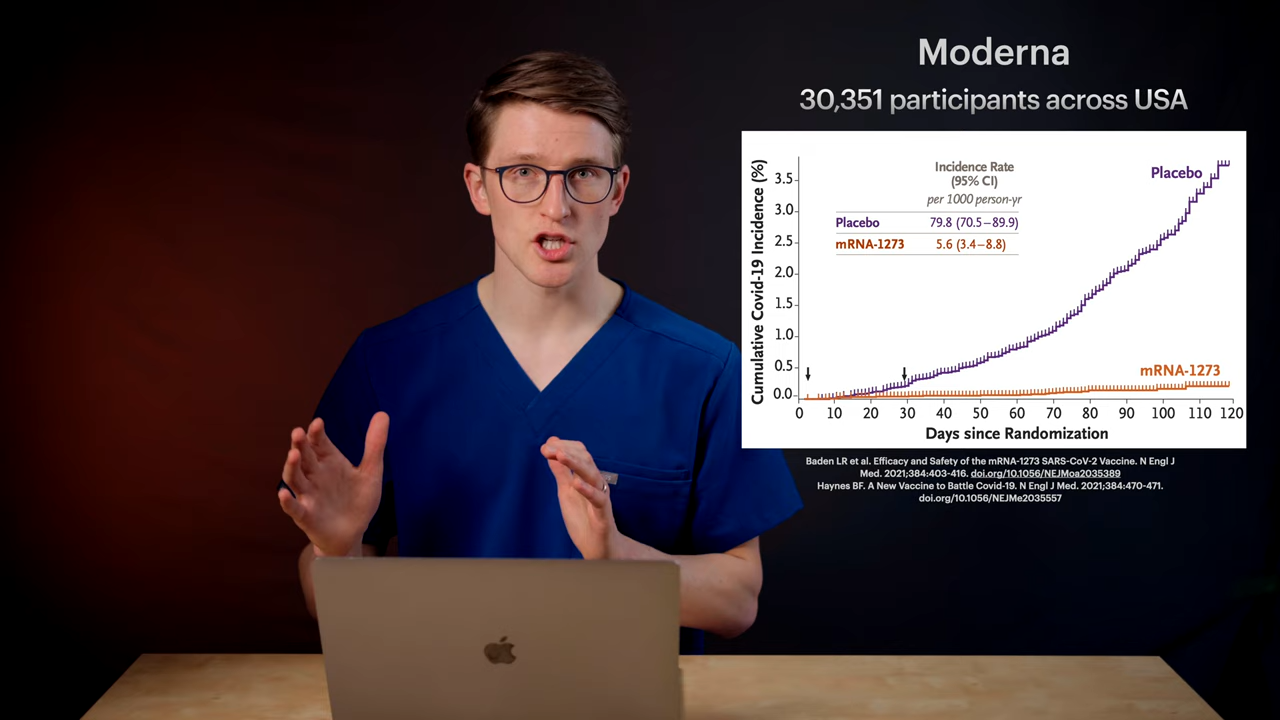 Moderna
30,351 participants across USA
Cumulative Covid-19 Incidence (%)
3.5
3.0
2.5
2.0
1.5
1.0
0.5
0.0
Incidence Rate
(95% CI)
per 1000 person-yr
Placebo 79.8 (70.5–89.9)
mRNA-1273 5.6 (3.4–8.8)
Placebo
mRNA-1273
0 10 20 30 40 50 60 70 80 90 100 110 120
Days since Randomization
Baden LR et al. Efficacy and Safety of the mRNA-1273 SARS-CoV-2 Vaccine. N Engl J
Med. 2021;384:403-416. doi.org/10.1056/NEJMoa2035389
Haynes BF. A New Vaccine to Battle Covid-19. N Engl J Med. 2021;384:470-471.
doi.org/10.1056/NEJMe2035557